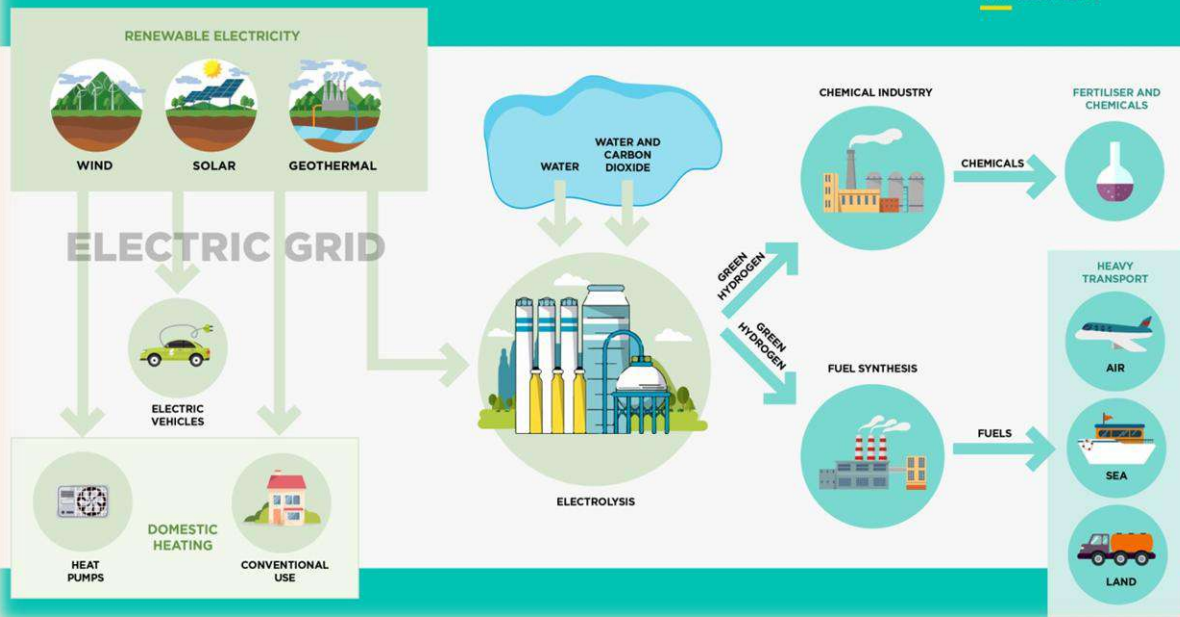 RENEWABLE ELECTRICITY
WIND
SOLAR
GEOTHERMAL
ELECTRIC GRID
ELECTRIC
VEHICLES
HEAT
PUMPS
DOMESTIC
HEATING
CONVENTIONAL
USE
WATER
WATER AND
CARBON
DIOXIDE
ELECTROLYSIS
GREEN
HYDROGEN
GREEN
HYDROGEN
CHEMICAL INDUSTRY
CHEMICALS
FERTILISER AND
CHEMICALS
FUEL SYNTHESIS
FUELS
HEAVY
TRANSPORT
AIR
SEA
LAND